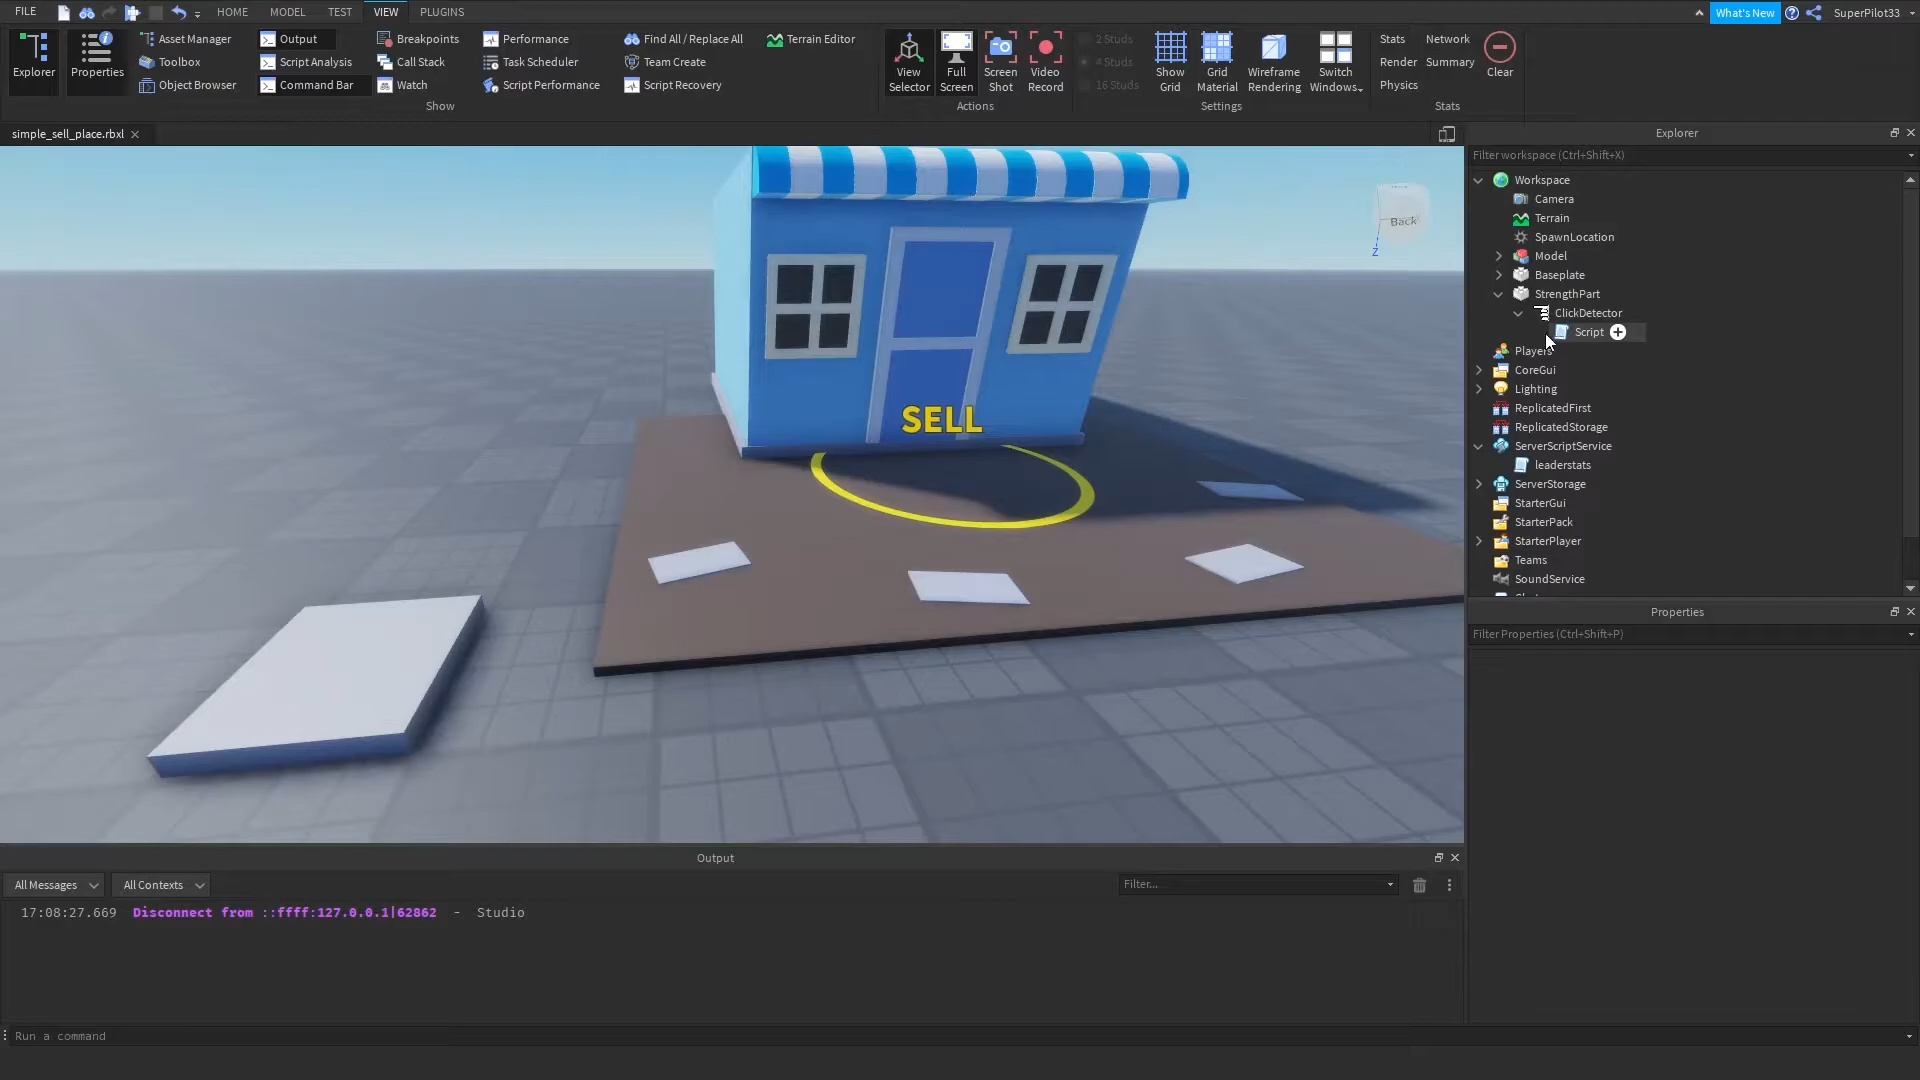 FILE HOME MODEL TEST VIEW PLUGINS What's New SuperPilot33
Explorer
Properties
Asset Manager
Toolbox
Object Browser
Output
Script Analysis
Command Bar
Breakpoints
Call Stack
Watch
Performance
Task Scheduler
Script Performance
Find All / Replace All
Team Create
Script Recovery
Terrain Editor
Show
View
Selector
Full
Screen
Screen
Shot
Video
Record
Actions
2 Studs
4 Studs
16 Studs
Show
Grid
Grid
Material
Wireframe
Rendering
Switch
Windows
Settings
Stats
Render
Physics
Network
Summary
Clear
Stats
simple_sell_place.rbxl
Back
Z
SELL
Explorer
Filter workspace (Ctrl+Shift+X)
Workspace
Camera
Terrain
SpawnLocation
Model
Baseplate
StrengthPart
ClickDetector
Script
Players
CoreGui
Lighting
ReplicatedFirst
ReplicatedStorage
ServerScriptService
leaderstats
ServerStorage
StarterGui
StarterPack
StarterPlayer
Teams
SoundService
Properties
Filter Properties (Ctrl+Shift+P)
Output
All Messages All Contexts Filter...
17:08:27.669 Disconnect from ::ffff:127.0.0.1|62862 - Studio
Run a command